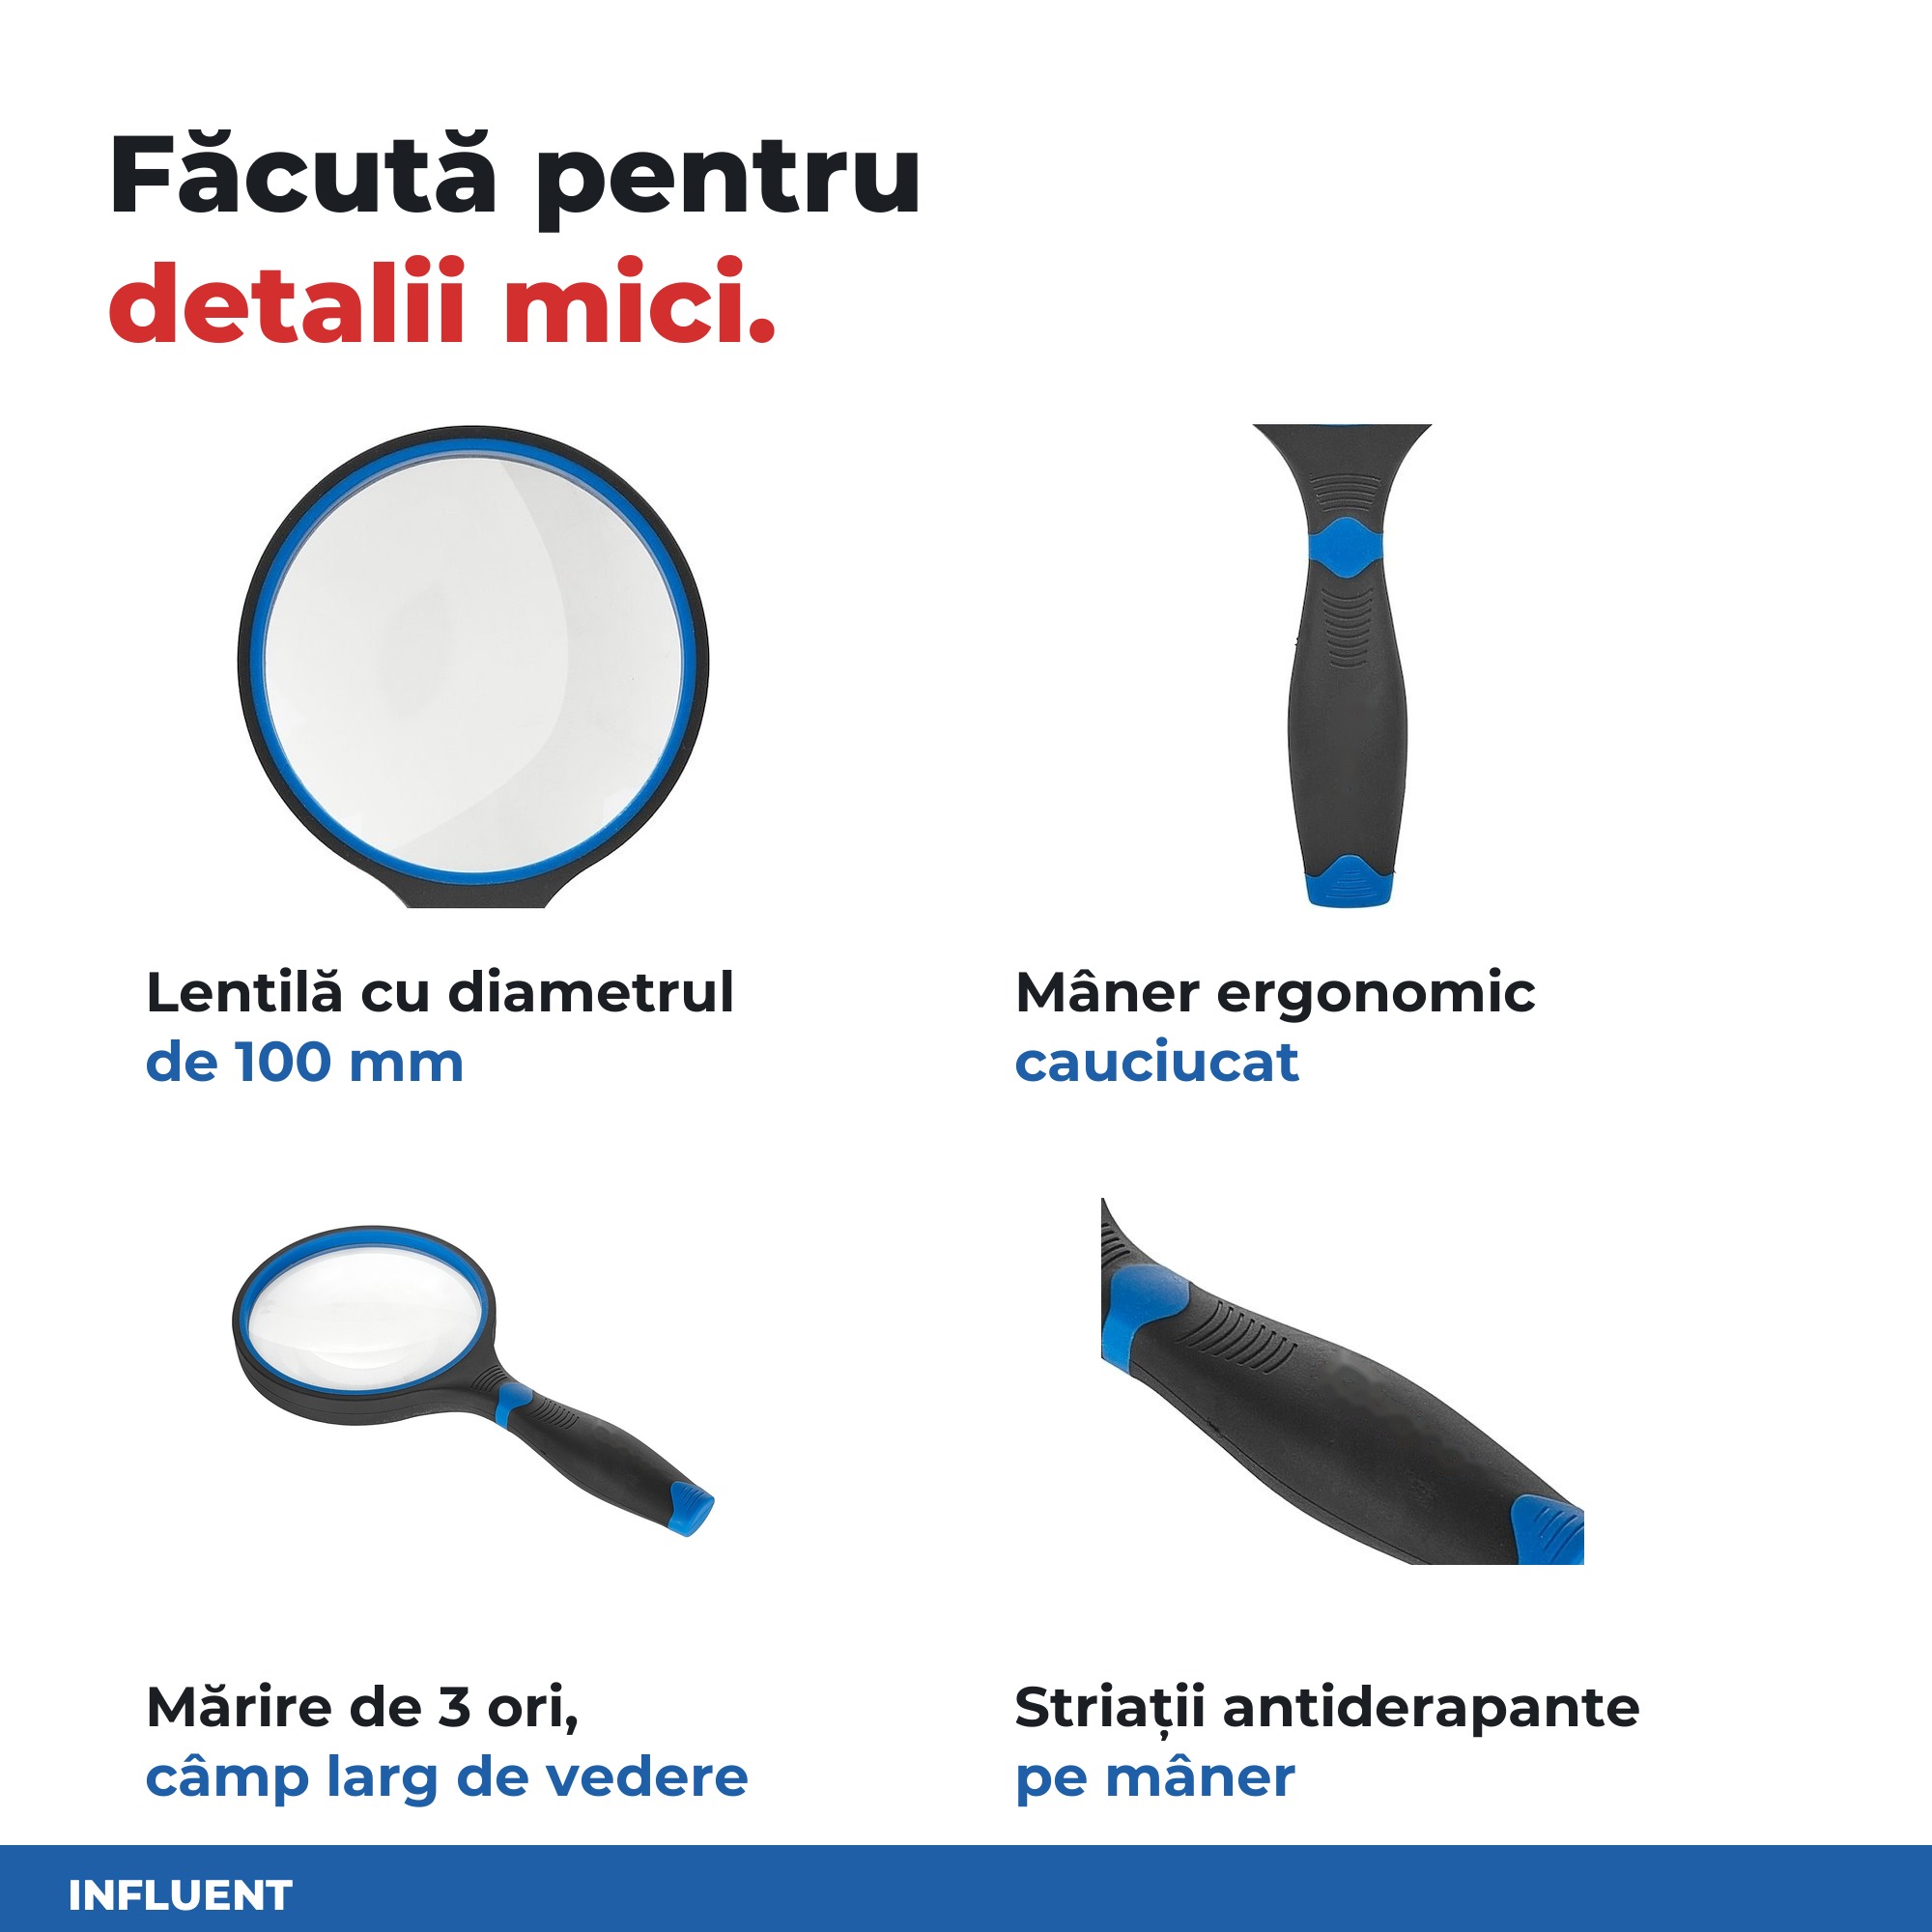 Făcută pentru
detalii mici.
Lentilă cu diametrul
de 100 mm
Mâner ergonomic
cauciucat
Mărire de 3 ori,
câmp larg de vedere
Striații antiderapante
pe mâner
INFLUENT